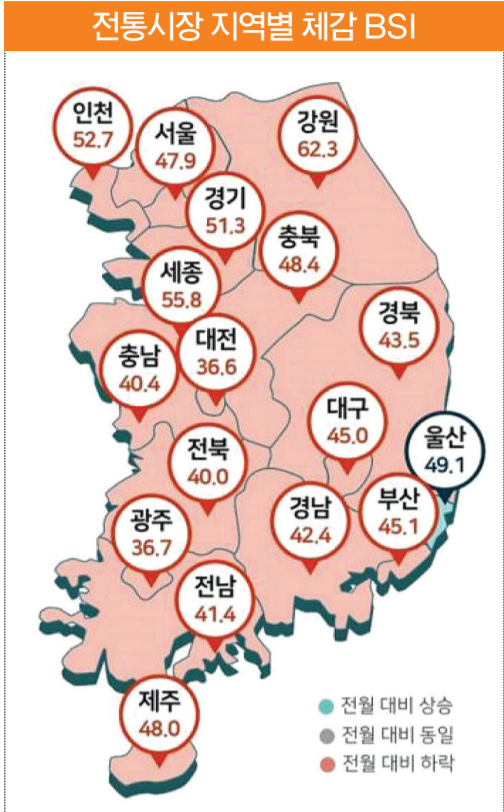 전통시장 지역별 체감 BSI
인천
52.7
서울
47.9
강원
62.3
경기
51.3
충북
48.4
세종
55.8
경북
43.5
대전
36.6
충남
40.4
대구
45.0
울산
49.1
전북
40.0
경남
42.4
부산
45.1
광주
36.7
전남
41.4
제주
48.0
전월 대비 상승
전월 대비 동일
전월 대비 하락